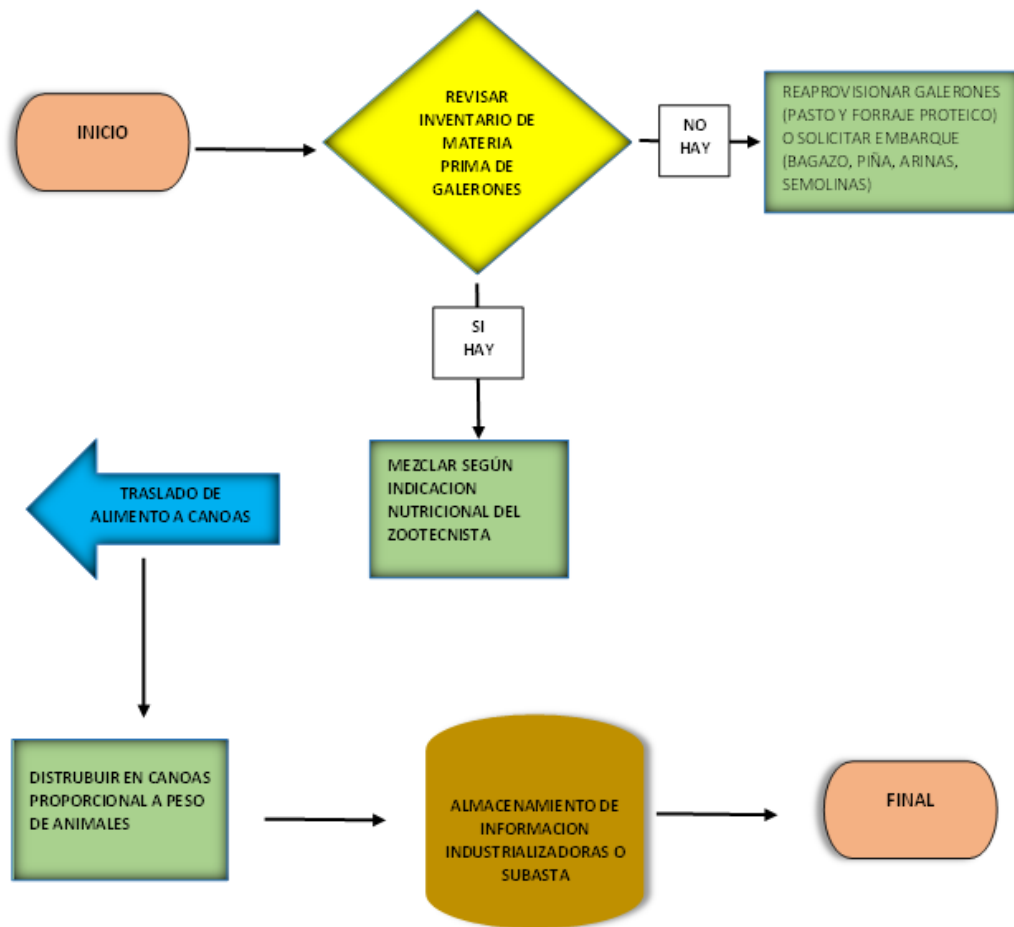 INICIO
REVISAR
INVENTARIO DE
MATERIA
PRIMA DE
GALERONES
NO
HAY
REAPROVISIONAR GALERONES
(PASTO Y FORRAJE PROTEICO)
O SOLICITAR EMBARQUE
(BAGAZO, PIÑA, ARINAS,
SEMOLINAS)
SI
HAY
MEZCLAR SEGÚN
INDICACION
NUTRICIONAL DEL
ZOOTECNISTA
TRASLADO DE
ALIMENTO A CANOAS
DISTRUBUIR EN CANOAS
PROPORCIONAL A PESO
DE ANIMALES
ALMACENAMIENTO DE
INFORMACION
INDUSTRIALIZADORAS O
SUBASTA
FINAL